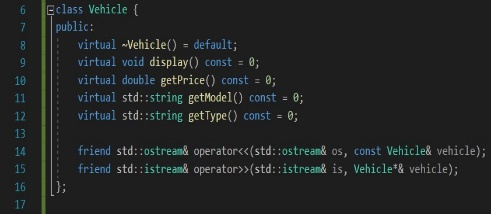 6 class Vehicle {
7 public:
8 virtual ~Vehicle() = default;
9 virtual void display() const = 0;
10 virtual double getPrice() const = 0;
11 virtual std::string getModel() const = 0;
12 virtual std::string getType() const = 0;
13
14 friend std::ostream& operator<<(std::ostream& os, const Vehicle& vehicle);
15 friend std::istream& operator>>(std::istream& is, Vehicle*& vehicle);
16 };
17